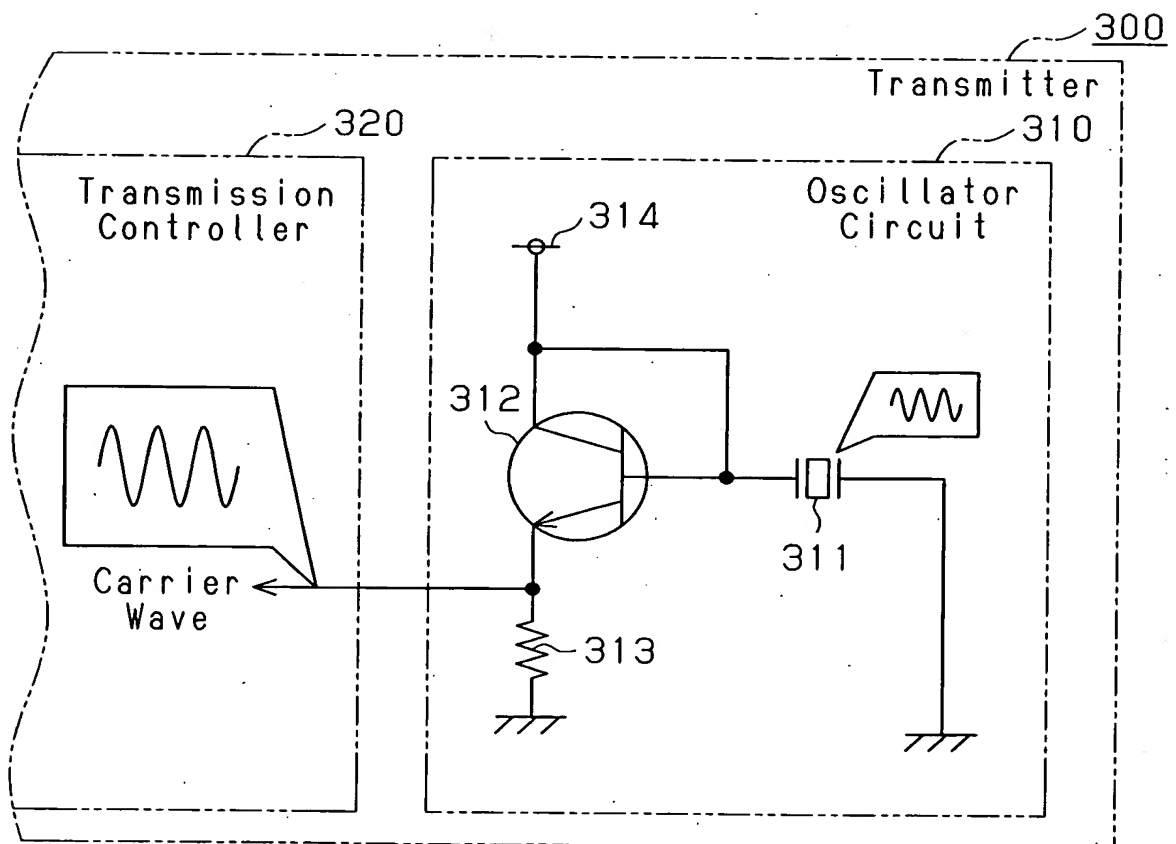 300
Transmitter
320
310
Transmission
Controller
Oscillator
Circuit
314
312
311
Carrier
Wave
313